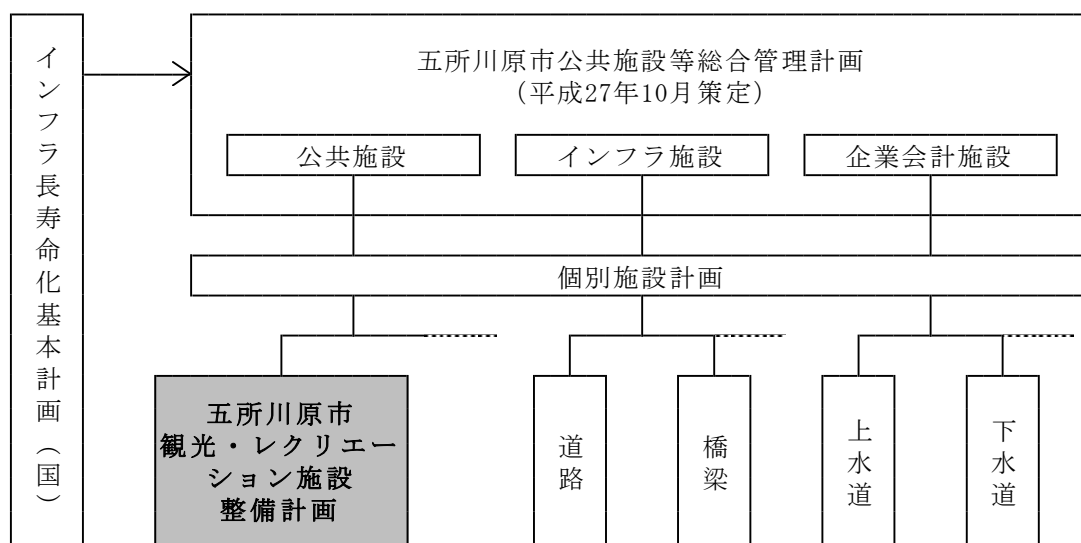 インフラ長寿命化基本計画（国）
五所川原市公共施設等総合管理計画
（平成27年10月策定）
公共施設
インフラ施設
企業会計施設
個別施設計画
五所川原市
観光・レクリエー
ション施設
整備計画
道路
橋梁
上水道
下水道